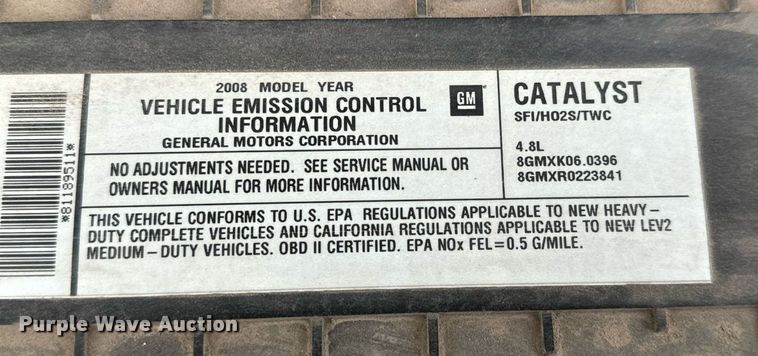 *81189511*
2008 MODEL YEAR
VEHICLE EMISSION CONTROL
INFORMATION
GENERAL MOTORS CORPORATION
GM
CATALYST
SFI/HO2S/TWC
4.8L
8GMXK06.0396
8GMXR0223841
NO ADJUSTMENTS NEEDED. SEE SERVICE MANUAL OR
OWNERS MANUAL FOR MORE INFORMATION.
THIS VEHICLE CONFORMS TO U.S. EPA REGULATIONS APPLICABLE TO NEW HEAVY-
DUTY COMPLETE VEHICLES AND CALIFORNIA REGULATIONS APPLICABLE TO NEW LEV2
MEDIUM-DUTY VEHICLES. OBD II CERTIFIED. EPA NOx FEL=0.5 G/MILE.
Purple Wave Auction